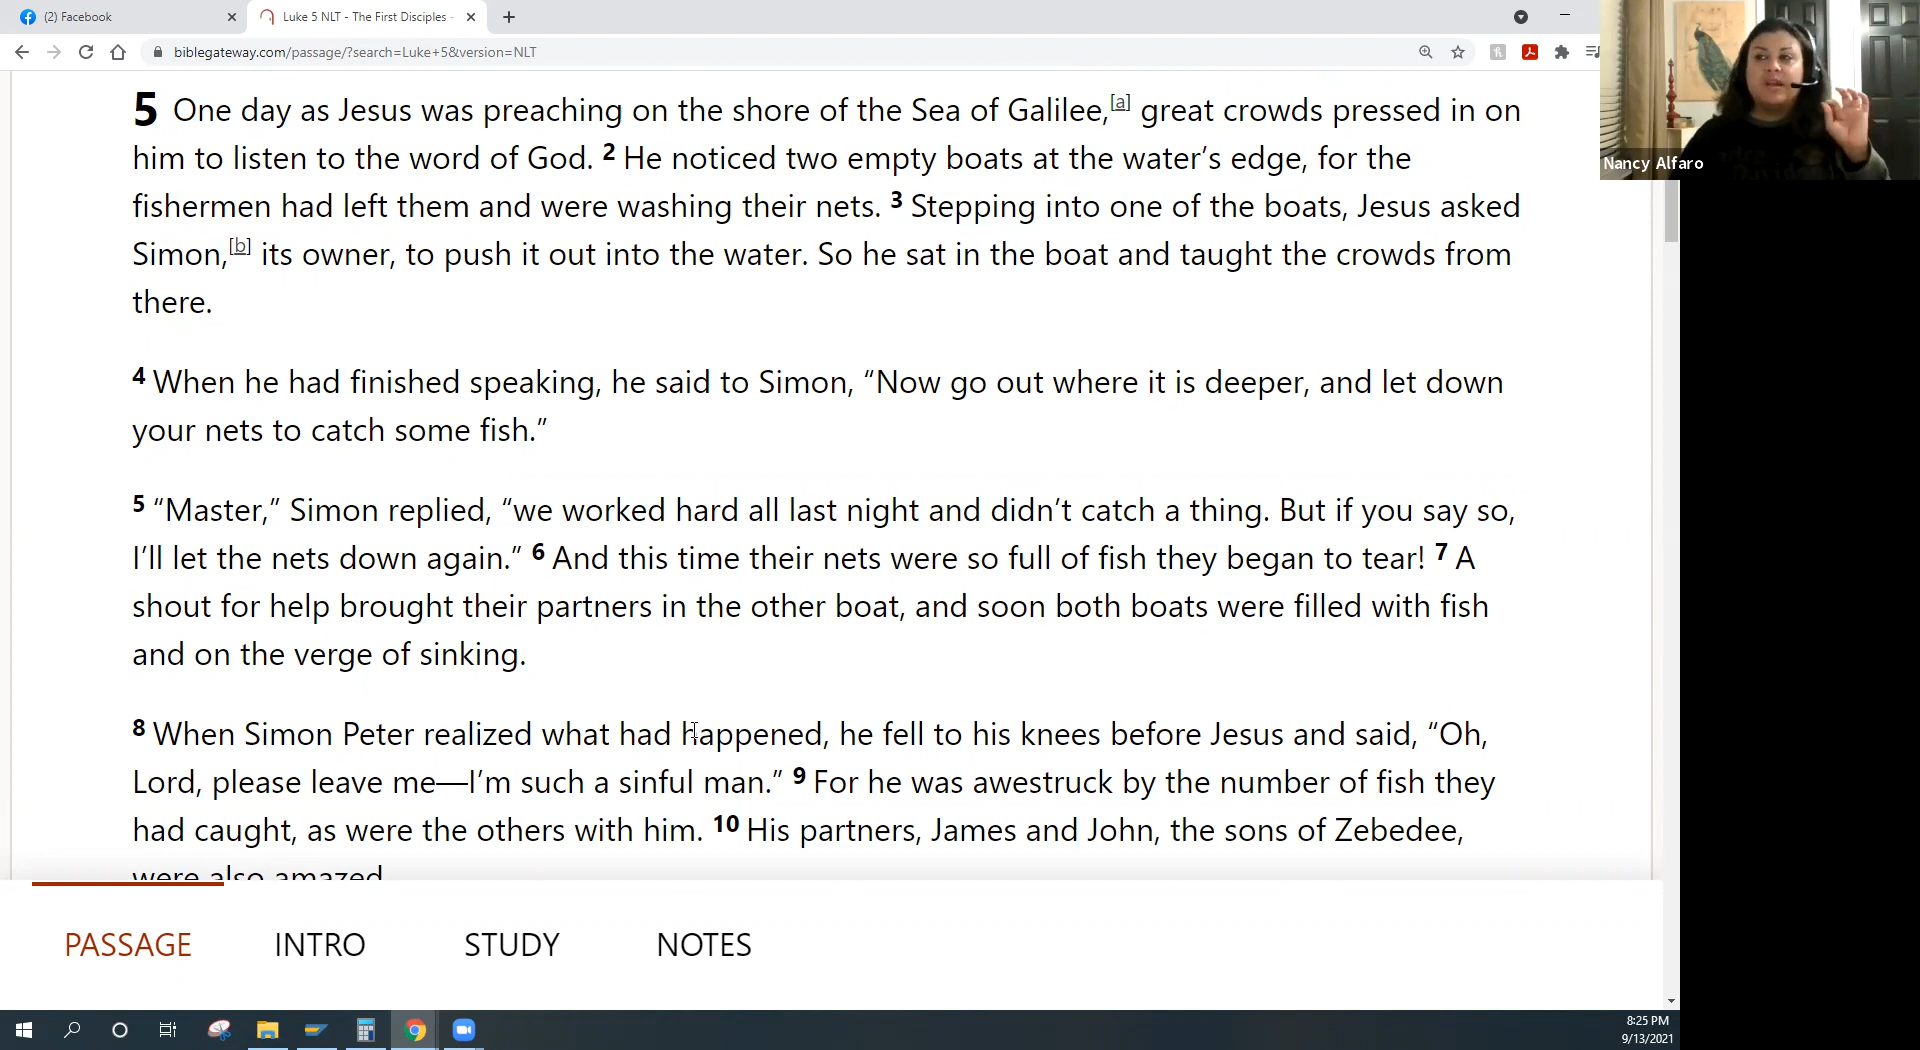 (2) Facebook
Luke 5 NLT - The First Disciples -
biblegateway.com/passage/?search=Luke+5&version=NLT
Nancy Alfaro
5 One day as Jesus was preaching on the shore of the Sea of Galilee,[a] great crowds pressed in on
him to listen to the word of God. 2 He noticed two empty boats at the water’s edge, for the
fishermen had left them and were washing their nets. 3 Stepping into one of the boats, Jesus asked
Simon,[b] its owner, to push it out into the water. So he sat in the boat and taught the crowds from
there.
4 When he had finished speaking, he said to Simon, “Now go out where it is deeper, and let down
your nets to catch some fish.”
5 “Master,” Simon replied, “we worked hard all last night and didn’t catch a thing. But if you say so,
I’ll let the nets down again.” 6 And this time their nets were so full of fish they began to tear! 7 A
shout for help brought their partners in the other boat, and soon both boats were filled with fish
and on the verge of sinking.
8 When Simon Peter realized what had happened, he fell to his knees before Jesus and said, “Oh,
Lord, please leave me—I’m such a sinful man.” 9 For he was awestruck by the number of fish they
had caught, as were the others with him. 10 His partners, James and John, the sons of Zebedee,
were also amazed
PASSAGE INTRO STUDY NOTES
8:25 PM
9/13/2021